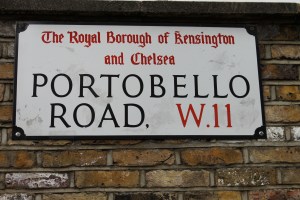 The Royal Borough of Kensington
and Chelsea
PORTOBELLO
ROAD, W.11